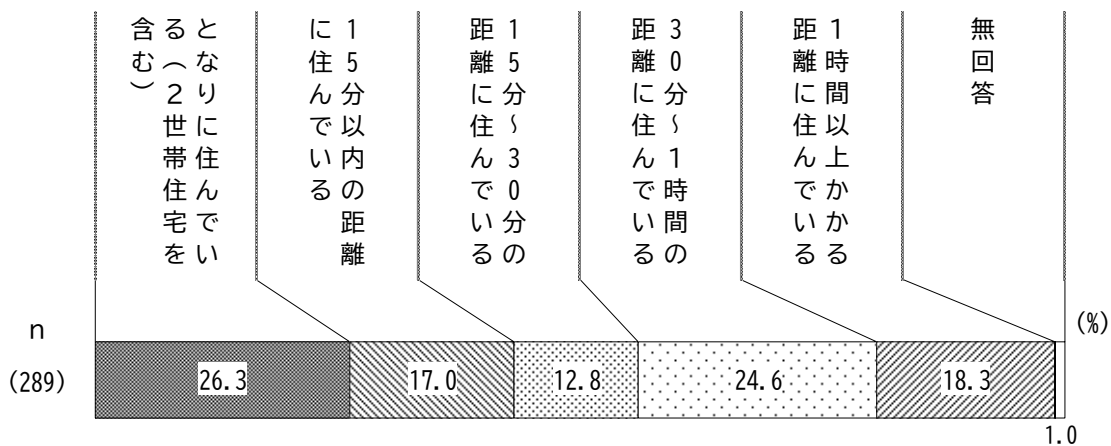 となりに住んでい
る（２世帯住宅を
含む）
15分以内の距離
に住んでいる
15分～30分の
距離に住んでいる
30分～1時間の
距離に住んでいる
1時間以上かかる
距離に住んでいる
無回答
n
(289)
26.3
17.0
12.8
24.6
18.3
1.0
(%)